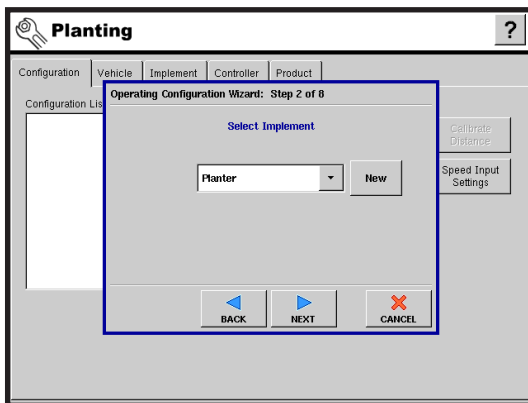 Planting
?
Configuration Vehicle Implement Controller Product
Configuration Lis
Operating Configuration Wizard: Step 2 of 8
Select Implement
Planter
New
Calibrate
Distance
Speed Input
Settings
BACK
NEXT
CANCEL